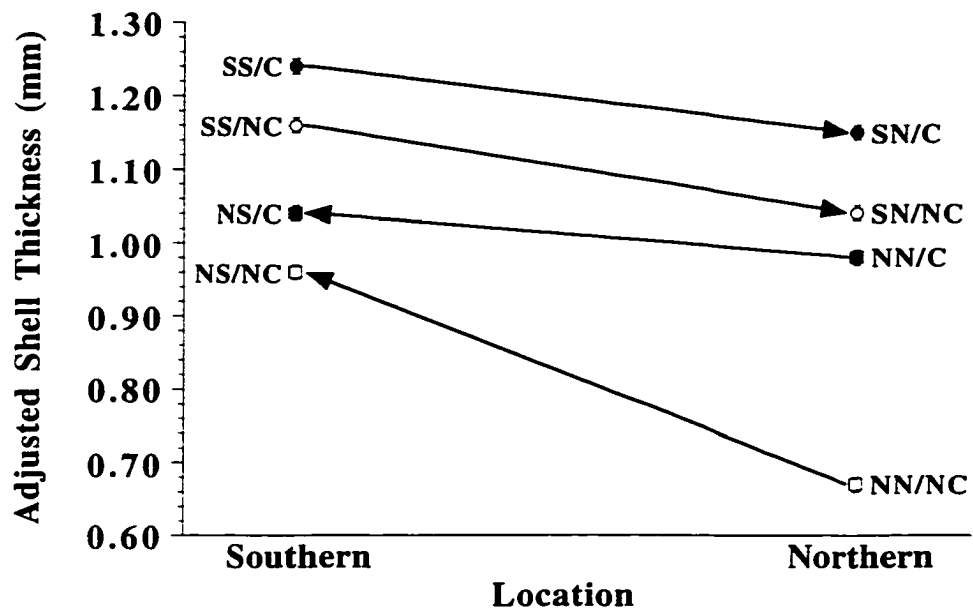 Adjusted Shell Thickness (mm)
1.30
1.20
1.10
1.00
0.90
0.80
0.70
0.60
SS/C
SS/NC
NS/C
NS/NC
SN/C
SN/NC
NN/C
NN/NC
Southern
Northern
Location